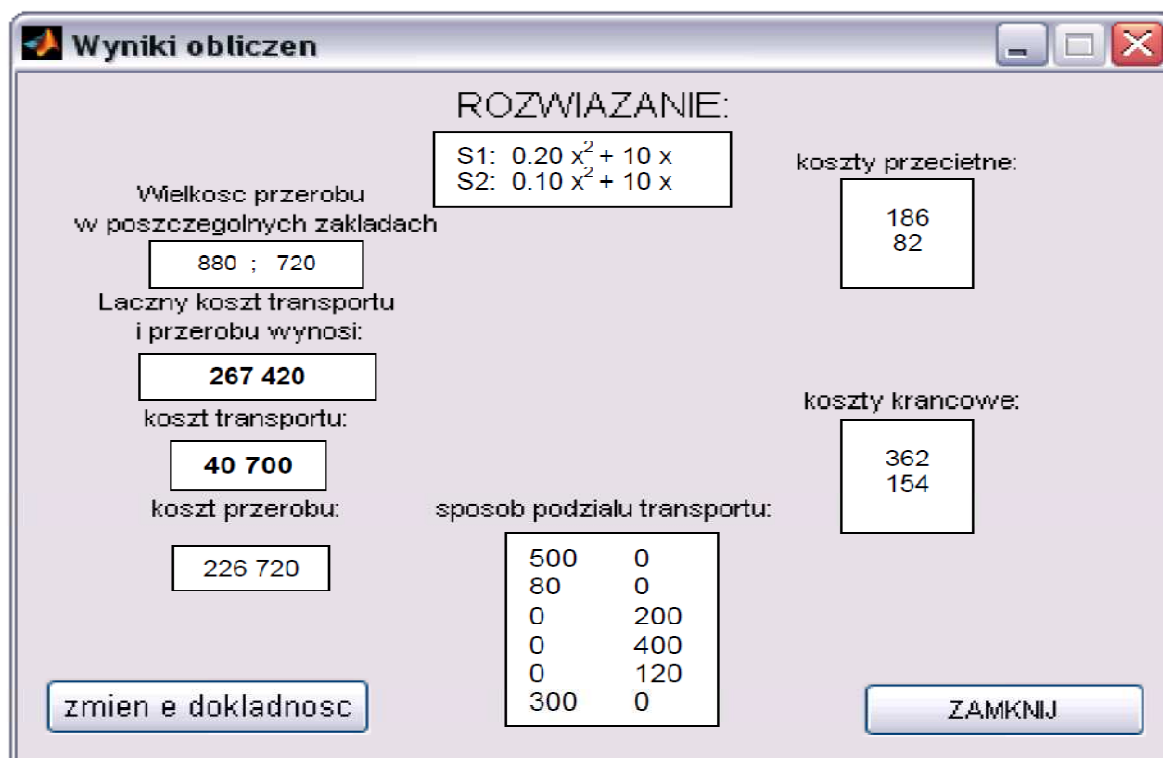 Wyniki obliczen
ROZWIAZANIE:
S1: 0.20 x² + 10 x
S2: 0.10 x² + 10 x
Wielkosc przerobu
w poszczegolnych zakladach
880 ; 720
Laczny koszt transportu
i przerobu wynosi:
267 420
koszt transportu:
40 700
koszt przerobu:
226 720
zmien e dokladnosc
sposob podzialu transportu:
500 0
80 0
0 200
0 400
0 120
300 0
koszty przecietne:
186
82
koszty krancowe:
362
154
ZAMKNIJ